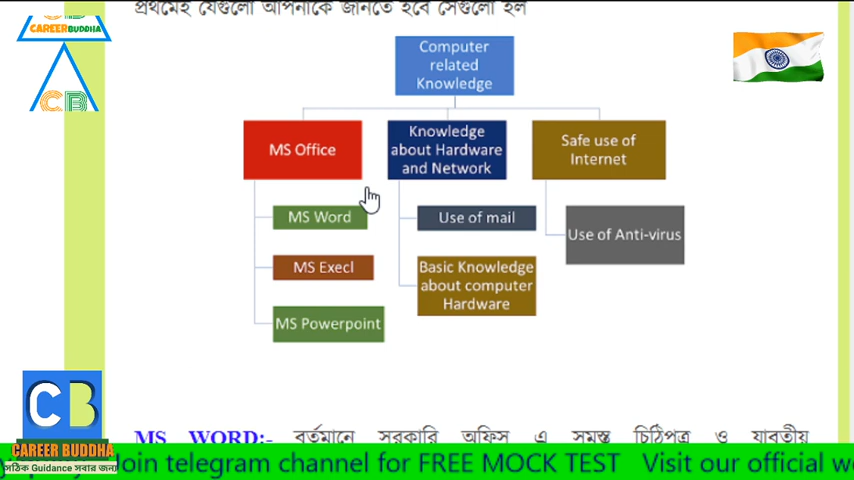 প্রথমেই যেগুলো আপনাকে জানতে হবে সেগুলো হল
CAREERBUDDHA
CB
Computer
related
Knowledge
MS Office
Knowledge
about Hardware
and Network
Safe use of
Internet
MS Word
Use of mail
Use of Anti-virus
MS Execl
Basic Knowledge
about computer
Hardware
MS Powerpoint
CB
CAREER BUDDHA
সঠিক Guidance সবার জন্য
MS WORD:- বর্তমানে সরকারি অফিস এ সমস্ত চিঠিপত্র ও যাবতীয়
Join telegram channel for FREE MOCK TEST Visit our official